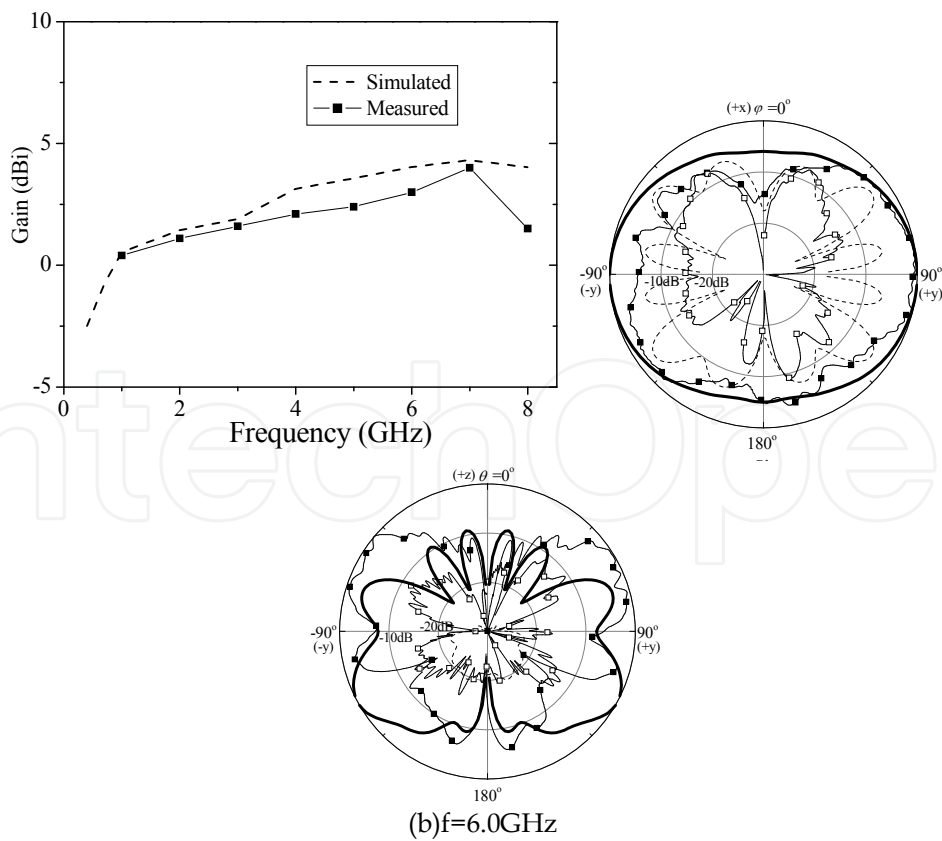 10
5
0
-5
Gain (dBi)
Simulated
Measured
0
2
4
6
8
Frequency (GHz)
(+x) φ=0°
-90°
(-y)
-10dB
-20dB
90°
(+y)
180°
ntechOpe
(+z) θ=0°
-90°
(-y)
-10dB
-20dB
90°
(+y)
180°
(b)f=6.0GHz